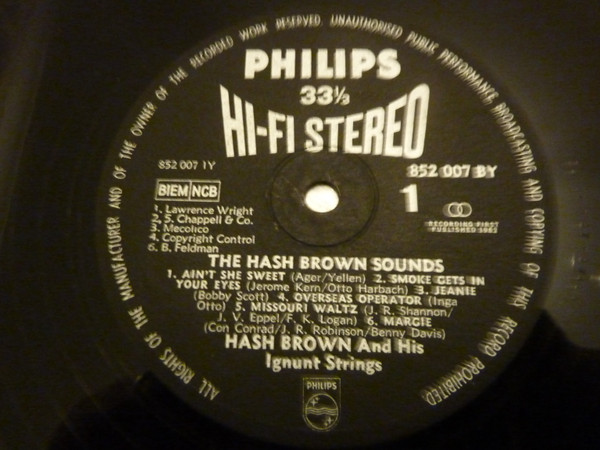 ALL RIGHTS OF THE MANUFACTURER AND OF THE OWNER OF THE RECORDED WORK RESERVED. UNAUTHORISED PUBLIC PERFORMANCE, BROADCASTING AND COPYING OF THIS RECORD PROHIBITED
PHILIPS
33⅓
HI-FI STEREO
852 007 1Y
852 007 BY
BIEM NCB
1
1. Lawrence Wright
2, 5. Chappell & Co.
3. Mecolico
4. Copyright Control
6. B. Feldman
RECORDING FIRST
PUBLISHED 1962
THE HASH BROWN SOUNDS
1. AIN'T SHE SWEET (Ager/Yellen) 2. SMOKE GETS IN
YOUR EYES (Jerome Kern/Otto Harbach) 3. JEANIE
(Bobby Scott) 4. OVERSEAS OPERATOR (Inga
Otto) 5. MISSOURI WALTZ (J. R. Shannon/
J. V. Eppel/F. K. Logan) 6. MARGIE
(Con Conrad/J. R. Robinson/Benny Davis)
HASH BROWN And His
Ignunt Strings
PHILIPS